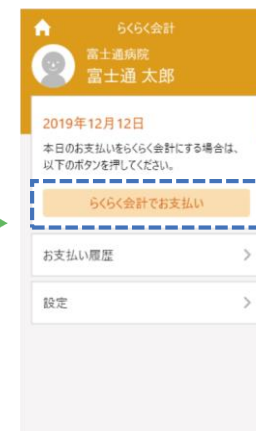 らくらく会計
富士通病院
富士通 太郎
2019年12月12日
本日のお支払いをらくらく会計にする場合は、
以下のボタンを押してください。
らくらく会計でお支払い
お支払い履歴
設定